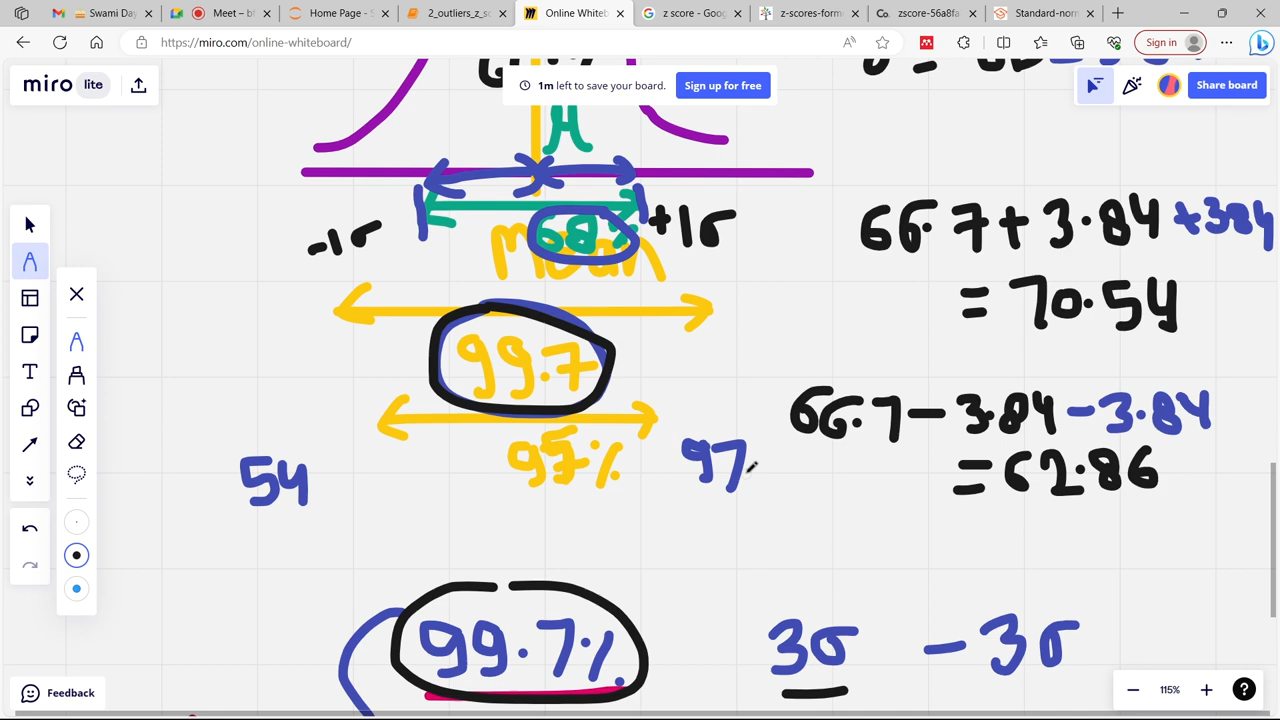 Swami Day
Meet – bf
Home Page - S
2_outliers_z_sc
Online Whiteb
z score - Goog
z-scores-form
zscore-56a8fa
Standard-norm
https://miro.com/online-whiteboard/
Sign in
miro lite
1m left to save your board.
Sign up for free
Share board
μ
68%
-1σ
+1σ
Mean
66.7+3.84+3.84
=70.54
99.7
66.7-3.84-3.84
=62.86
54
97
99.7%.
3σ -3σ
Feedback
115%